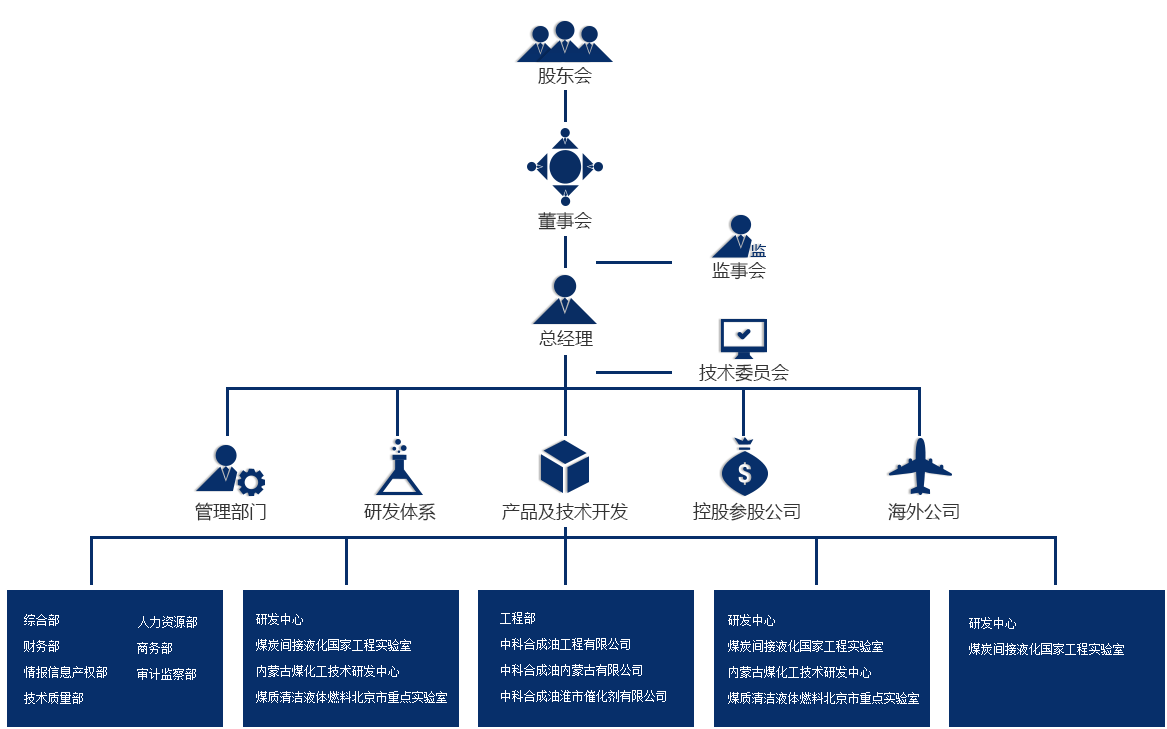 股东会
董事会
监
监事会
总经理
技术委员会
管理部门
研发体系
产品及技术开发
控股参股公司
海外公司
综合部
财务部
情报信息产权部
技术质量部
人力资源部
商务部
审计监察部
研发中心
煤炭间接液化国家工程实验室
内蒙古煤化工技术研发中心
煤质清洁液体燃料北京市重点实验室
工程部
中科合成油工程有限公司
中科合成油内蒙古有限公司
中科合成油淮市催化剂有限公司
研发中心
煤炭间接液化国家工程实验室
内蒙古煤化工技术研发中心
煤质清洁液体燃料北京市重点实验室
研发中心
煤炭间接液化国家工程实验室